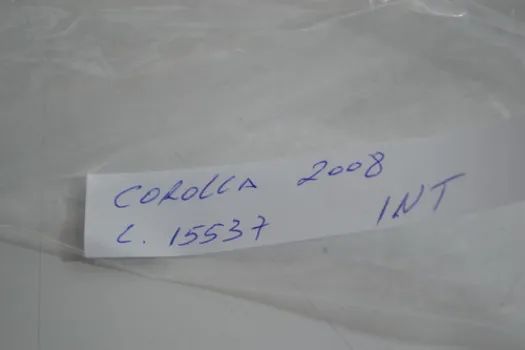 COROLLA 2008
L. 15537 INT